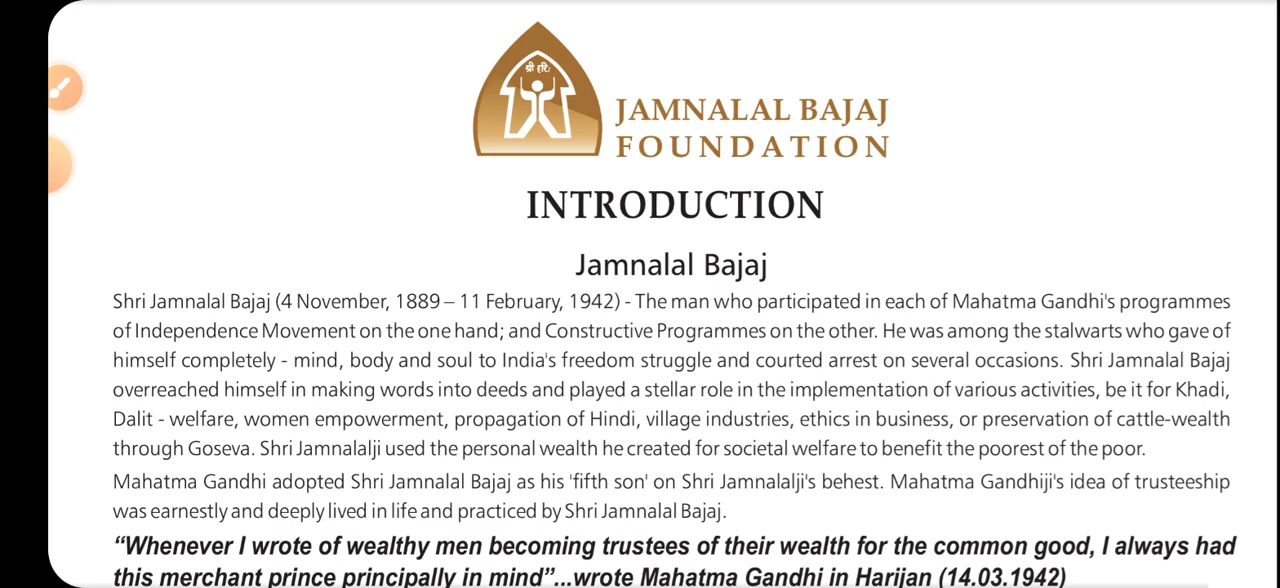 श्री हरिः
JAMNALAL BAJAJ
FOUNDATION
INTRODUCTION
Jamnalal Bajaj
Shri Jamnalal Bajaj (4 November, 1889 – 11 February, 1942) - The man who participated in each of Mahatma Gandhi's programmes
of Independence Movement on the one hand; and Constructive Programmes on the other. He was among the stalwarts who gave of
himself completely - mind, body and soul to India's freedom struggle and courted arrest on several occasions. Shri Jamnalal Bajaj
overreached himself in making words into deeds and played a stellar role in the implementation of various activities, be it for Khadi,
Dalit - welfare, women empowerment, propagation of Hindi, village industries, ethics in business, or preservation of cattle-wealth
through Goseva. Shri Jamnalalji used the personal wealth he created for societal welfare to benefit the poorest of the poor.
Mahatma Gandhi adopted Shri Jamnalal Bajaj as his 'fifth son' on Shri Jamnalalji's behest. Mahatma Gandhiji's idea of trusteeship
was earnestly and deeply lived in life and practiced by Shri Jamnalal Bajaj.
“Whenever I wrote of wealthy men becoming trustees of their wealth for the common good, I always had
this merchant prince principally in mind”...wrote Mahatma Gandhi in Harijan (14.03.1942)